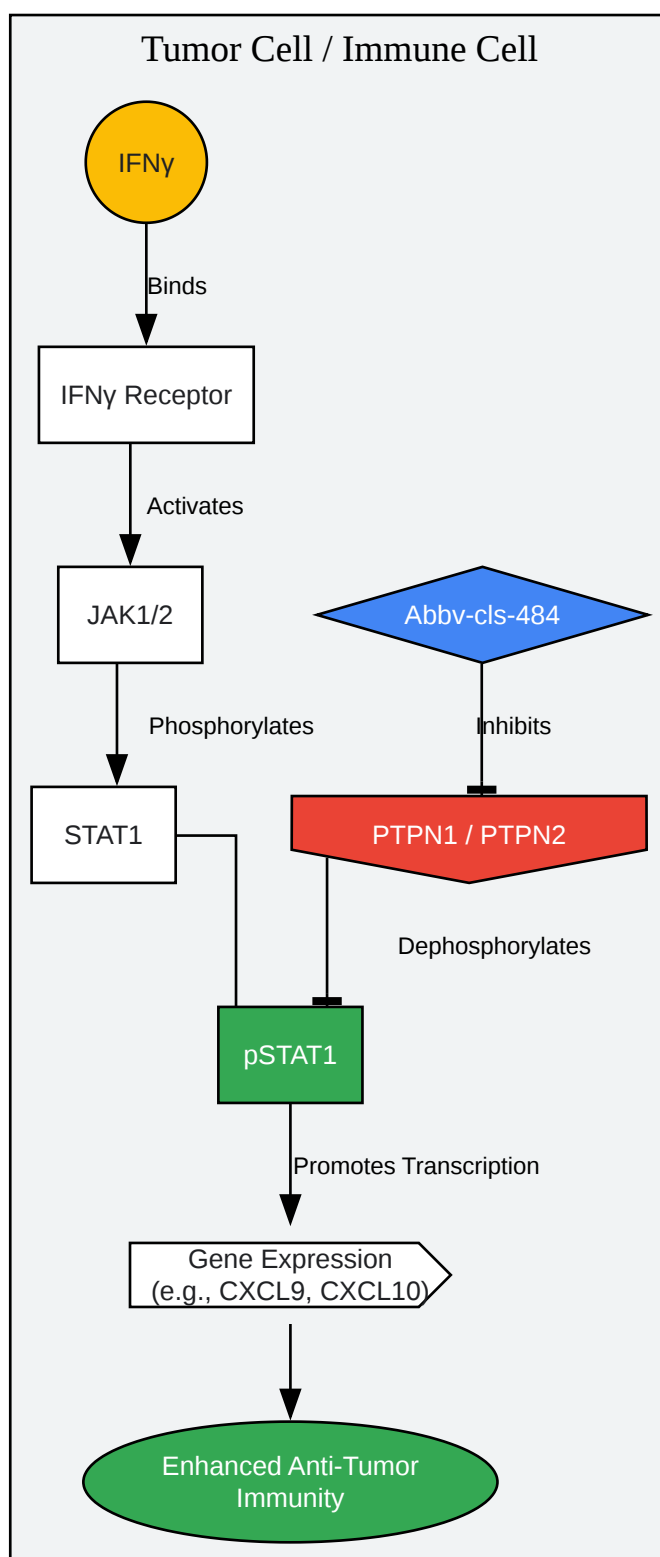 Tumor Cell / Immune Cell
IFNγ
Binds
IFNγ Receptor
Activates
JAK1/2
Abbv-cls-484
Phosphorylates
Inhibits
STAT1
PTPN1 / PTPN2
Dephosphorylates
pSTAT1
Promotes Transcription
Gene Expression
(e.g., CXCL9, CXCL10)
Enhanced Anti-Tumor
Immunity